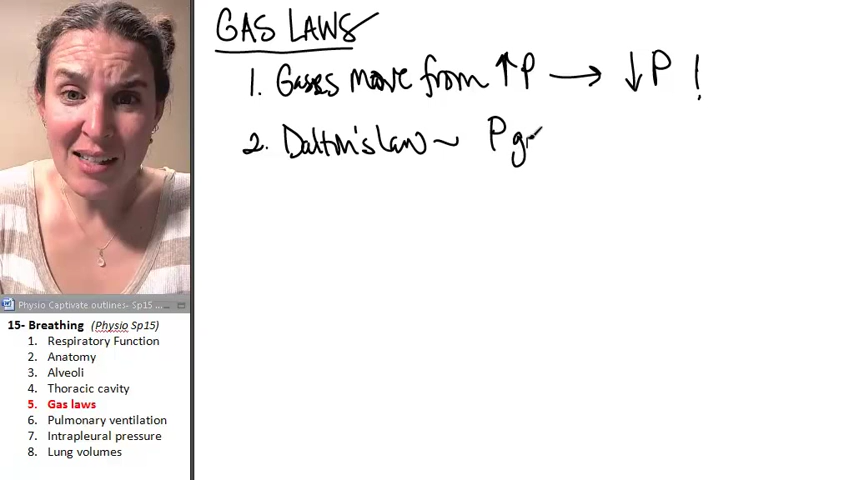 GAS LAWS
1. Gases move from ↑P → ↓P !
2. Dalton's law ~ P g
Physio Captivate outlines- Sp15 ...
15- Breathing (Physio Sp15)
1. Respiratory Function
2. Anatomy
3. Alveoli
4. Thoracic cavity
5. Gas laws
6. Pulmonary ventilation
7. Intrapleural pressure
8. Lung volumes